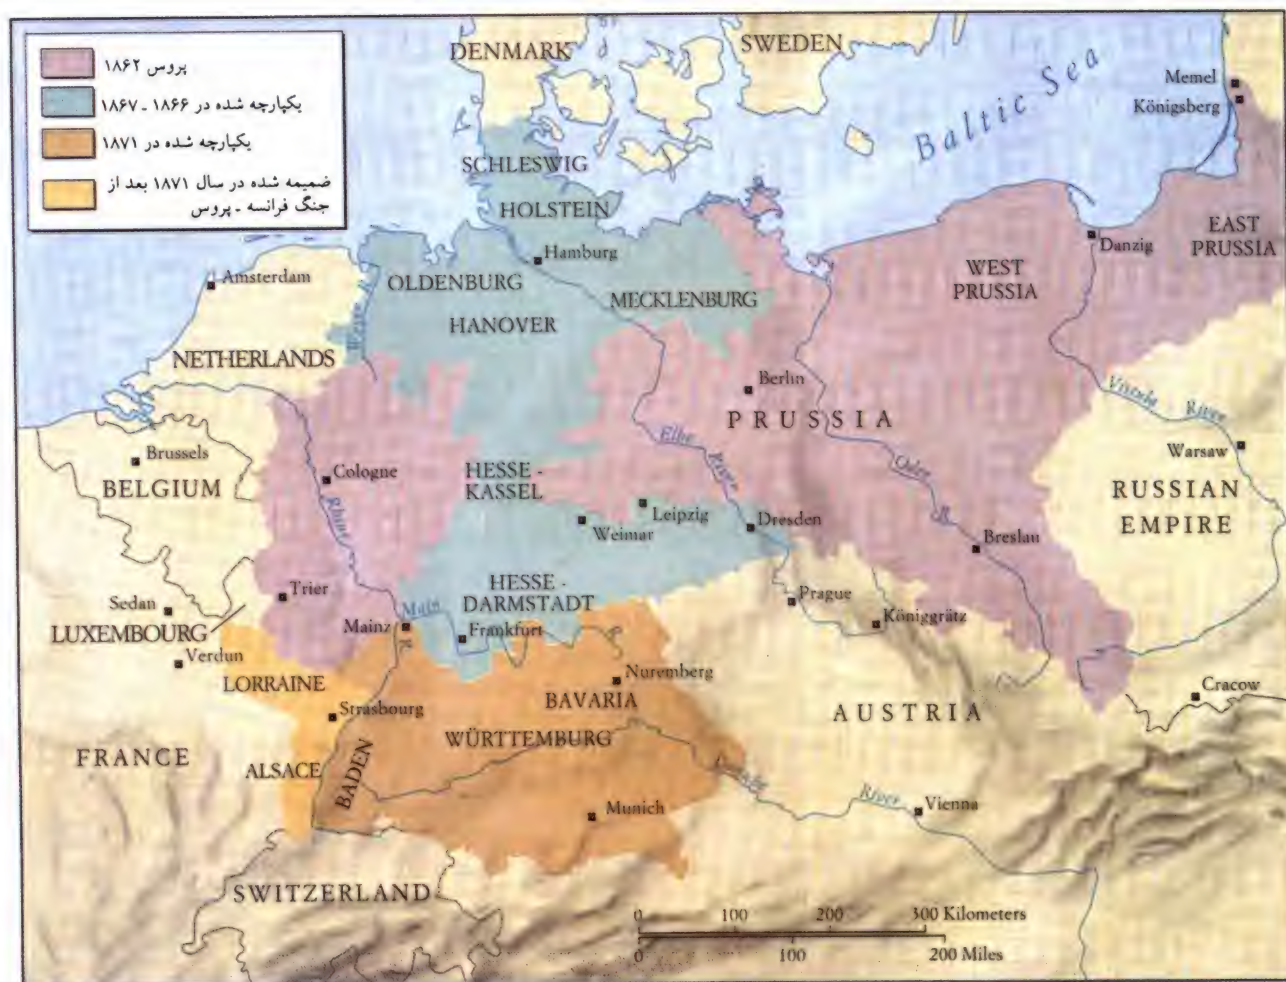 پروس ۱۸۶۲
یکپارچه شده در ۱۸۶۶ ـ ۱۸۶۷
یکپارچه شده در ۱۸۷۱
ضمیمه شده در سال ۱۸۷۱ بعد از
جنگ فرانسه ـ پروس
DENMARK
SWEDEN
Baltic Sea
Memel
Königsberg
SCHLESWIG
HOLSTEIN
Hamburg
EAST
PRUSSIA
Danzig
WEST
PRUSSIA
Amsterdam
OLDENBURG
MECKLENBURG
HANOVER
Weser R.
NETHERLANDS
Berlin
PRUSSIA
Vistula River
Elbe River
Warsaw
Brussels
BELGIUM
Cologne
HESSE -
KASSEL
Oder R.
RUSSIAN
EMPIRE
Rhine
Leipzig
Weimar
Dresden
Breslau
Trier
HESSE -
DARMSTADT
Prague
Sedan
LUXEMBOURG
Mainz
Main
R.
Frankfurt
Königgrätz
Verdun
LORRAINE
R.
Nuremberg
BAVARIA
Cracow
Strasbourg
WÜRTTEMBURG
AUSTRIA
FRANCE
ALSACE
BADEN
Danube River
Munich
Vienna
SWITZERLAND
0 100 200 300 Kilometers
0 100 200 Miles